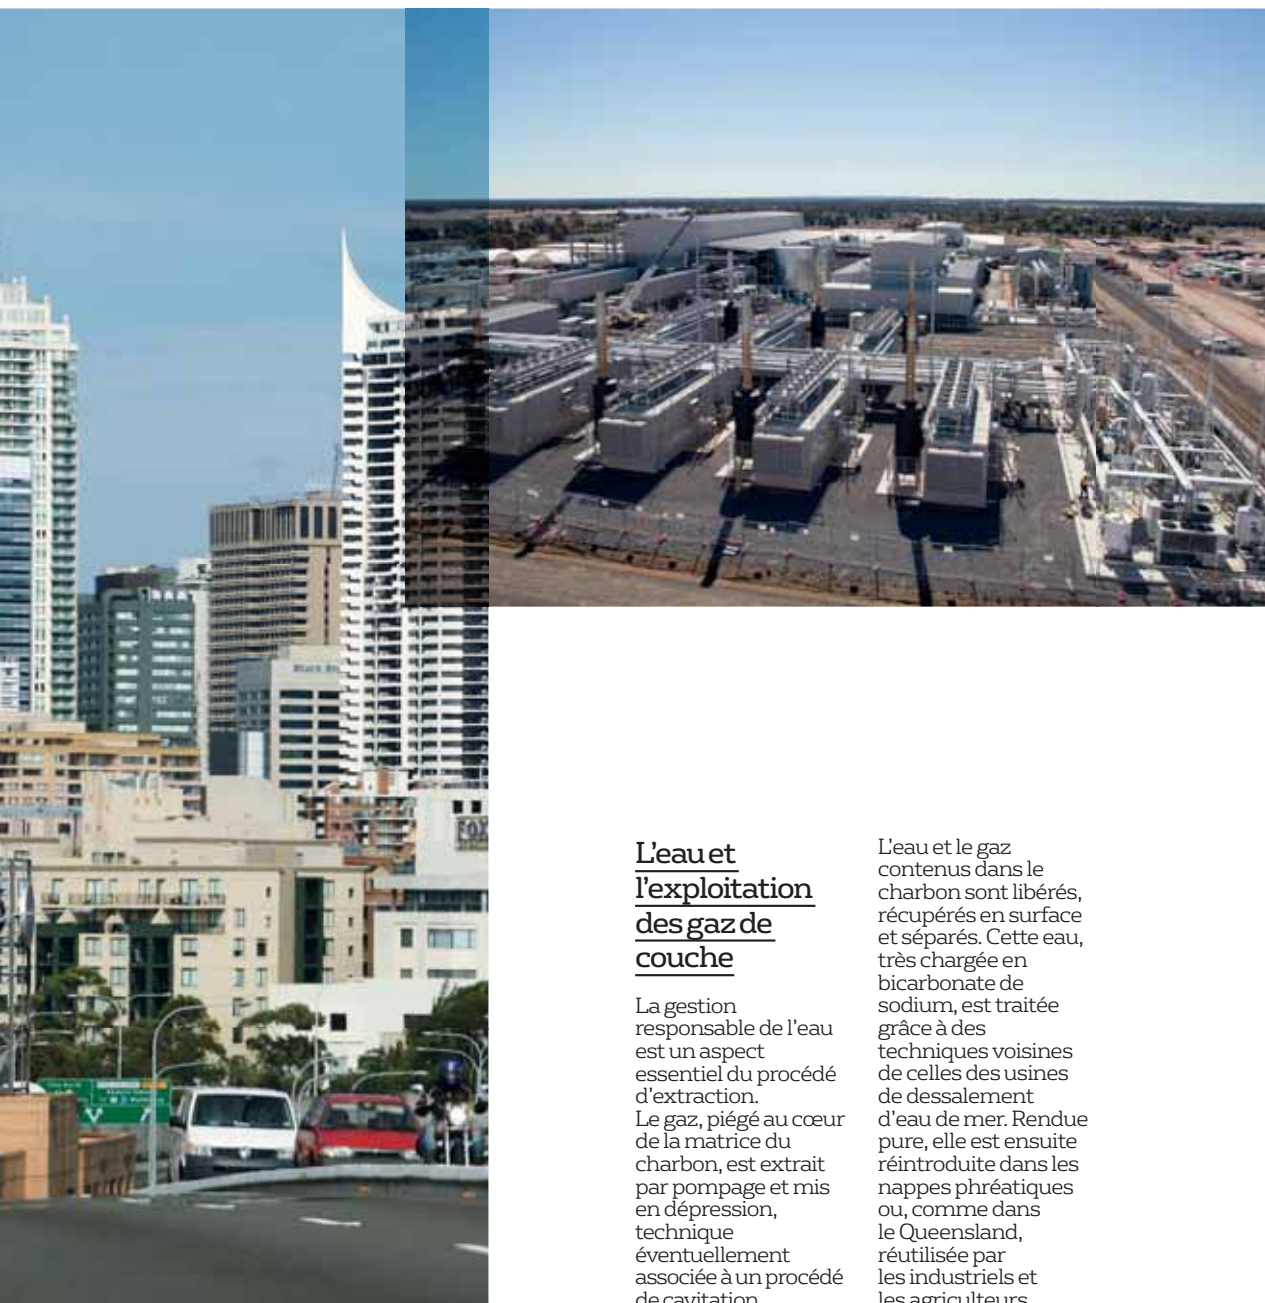 L'eau et
l'exploitation
des gaz de
couche
La gestion
responsable de l'eau
est un aspect
essentiel du procédé
d'extraction.
Le gaz, piégé au cœur
de la matrice du
charbon, est extrait
par pompage et mis
en dépression,
technique
éventuellement
associée à un procédé
de cavitation.
L'eau et le gaz
contenus dans le
charbon sont libérés,
récupérés en surface
et séparés. Cette eau,
très chargée en
bicarbonate de
sodium, est traitée
grâce à des
techniques voisines
de celles des usines
de dessalement
d'eau de mer. Rendue
pure, elle est ensuite
réintroduite dans les
nappes phréatiques
ou, comme dans
le Queensland,
réutilisée par
les industriels et
les agriculteurs.
FOX